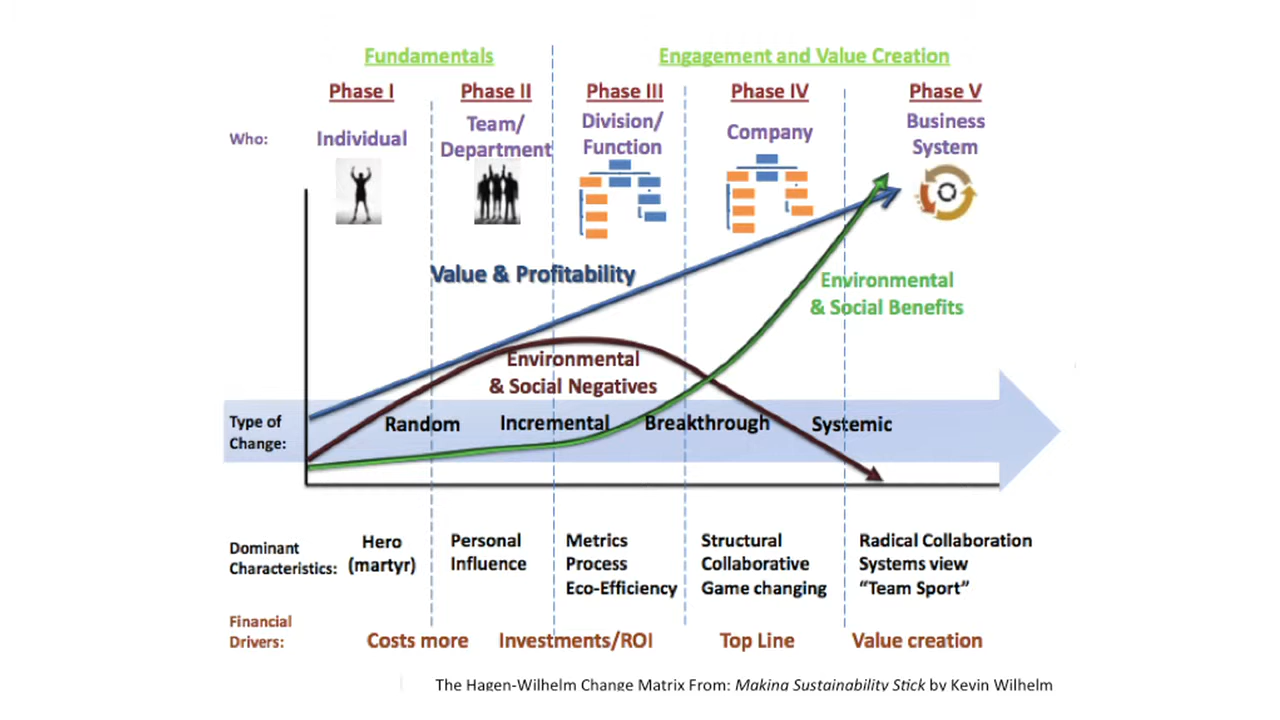 Fundamentals
Engagement and Value Creation
Phase I
Phase II
Phase III
Phase IV
Phase V
Who:
Individual
Team/
Department
Division/
Function
Company
Business
System
Value & Profitability
Environmental
& Social Benefits
Environmental
& Social Negatives
Type of
Change:
Random
Incremental
Breakthrough
Systemic
Dominant
Characteristics:
Hero
(martyr)
Personal
Influence
Metrics
Process
Eco-Efficiency
Structural
Collaborative
Game changing
Radical Collaboration
Systems view
“Team Sport”
Financial
Drivers:
Costs more
Investments/ROI
Top Line
Value creation
The Hagen-Wilhelm Change Matrix From: Making Sustainability Stick by Kevin Wilhelm